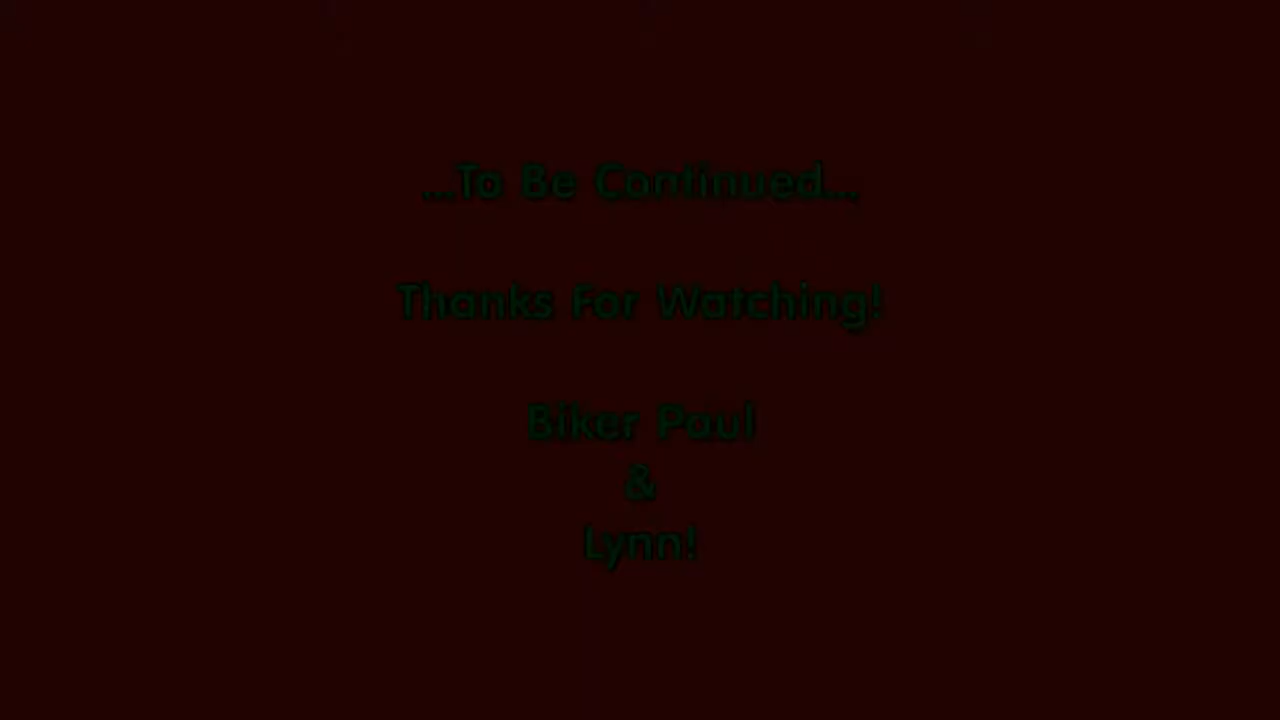 ...To Be Continued...
Thanks For Watching!
Biker Paul
&
Lynn!